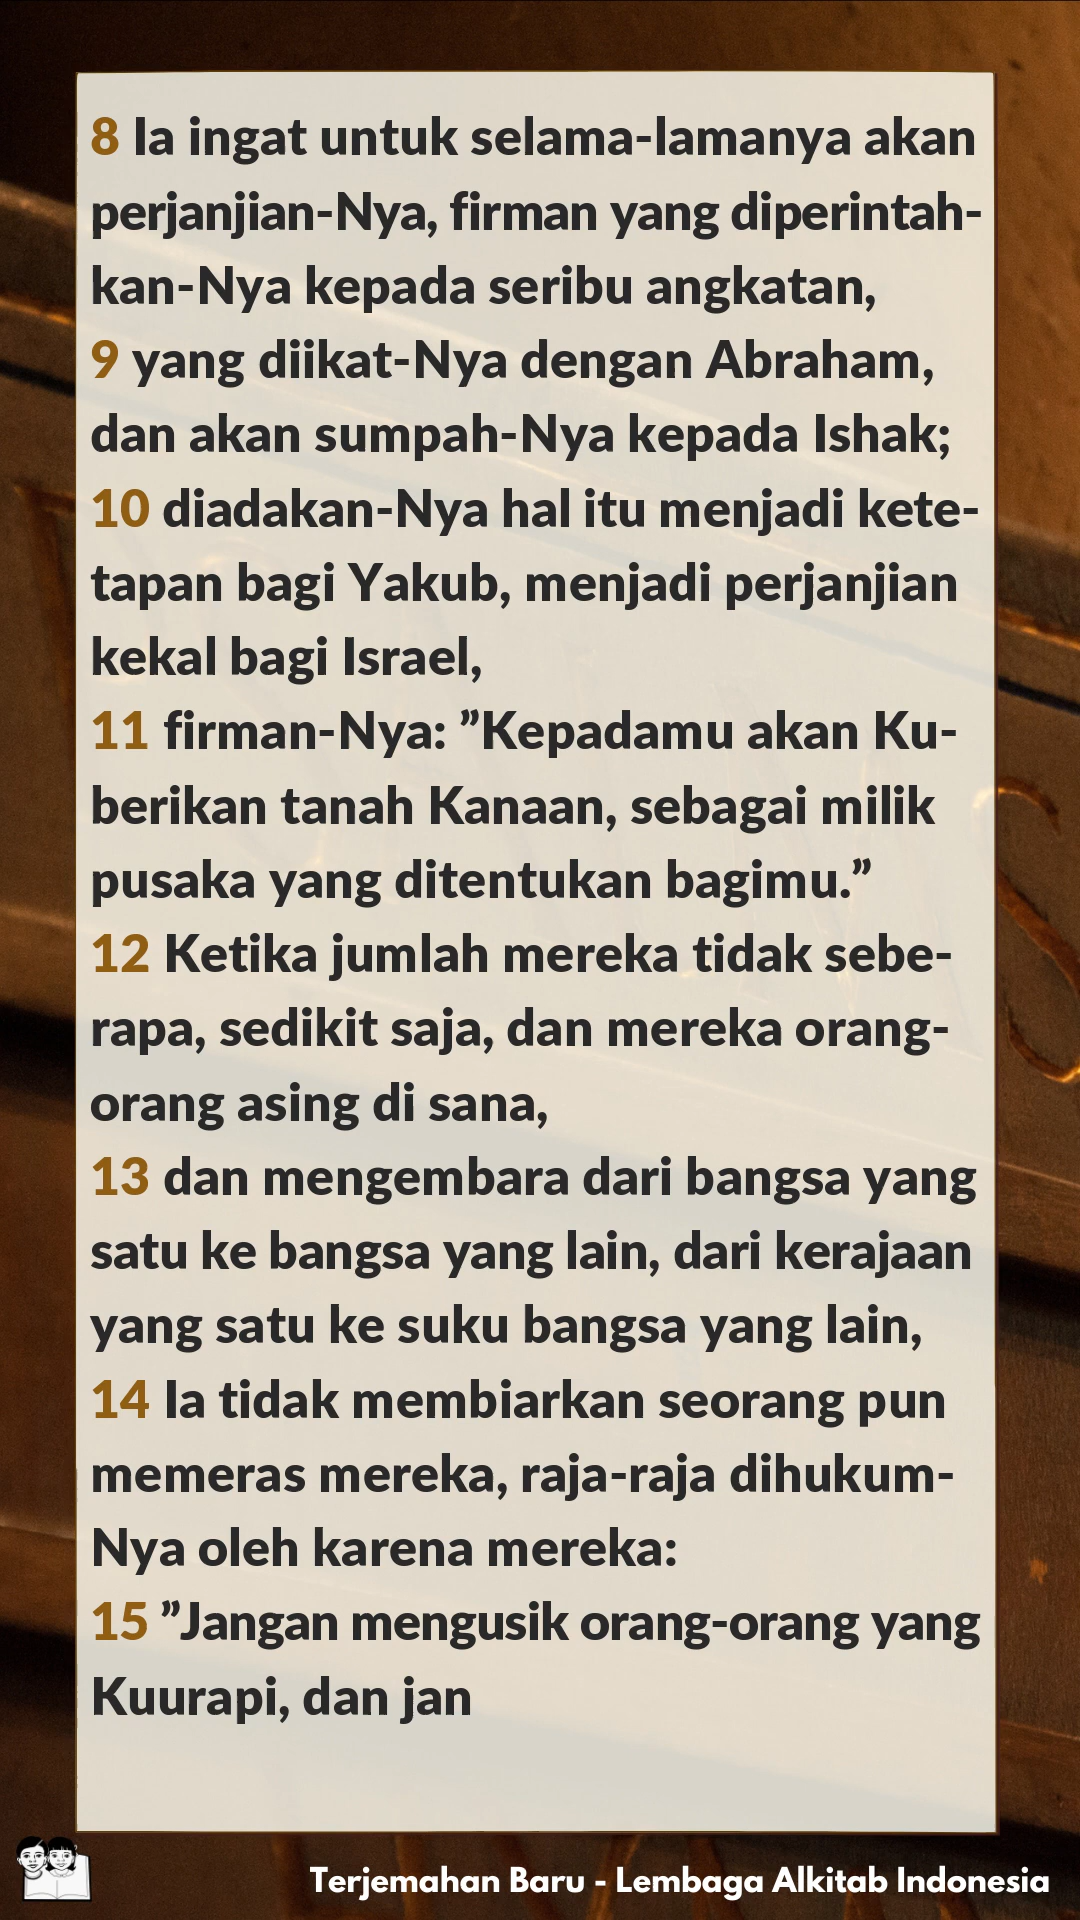 8 Ia ingat untuk selama-lamanya akan
perjanjian-Nya, firman yang diperintah-
kan-Nya kepada seribu angkatan,
9 yang diikat-Nya dengan Abraham,
dan akan sumpah-Nya kepada Ishak;
10 diadakan-Nya hal itu menjadi kete-
tapan bagi Yakub, menjadi perjanjian
kekal bagi Israel,
11 firman-Nya: ”Kepadamu akan Ku-
berikan tanah Kanaan, sebagai milik
pusaka yang ditentukan bagimu.”
12 Ketika jumlah mereka tidak sebe-
rapa, sedikit saja, dan mereka orang-
orang asing di sana,
13 dan mengembara dari bangsa yang
satu ke bangsa yang lain, dari kerajaan
yang satu ke suku bangsa yang lain,
14 Ia tidak membiarkan seorang pun
memeras mereka, raja-raja dihukum-
Nya oleh karena mereka:
15 ”Jangan mengusik orang-orang yang
Kuurapi, dan jan
Terjemahan Baru - Lembaga Alkitab Indonesia